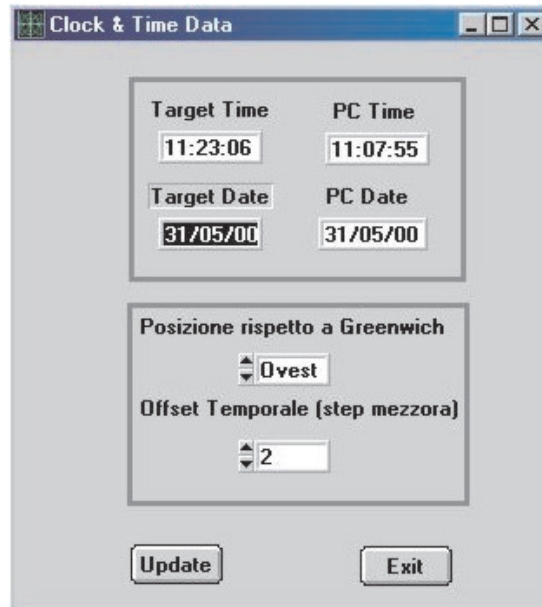 Clock & Time Data
Target Time PC Time
11:23:06 11:07:55
Target Date PC Date
31/05/00 31/05/00
Posizione rispetto a Greenwich
Ovest
Offset Temporale (step mezzora)
2
Update Exit